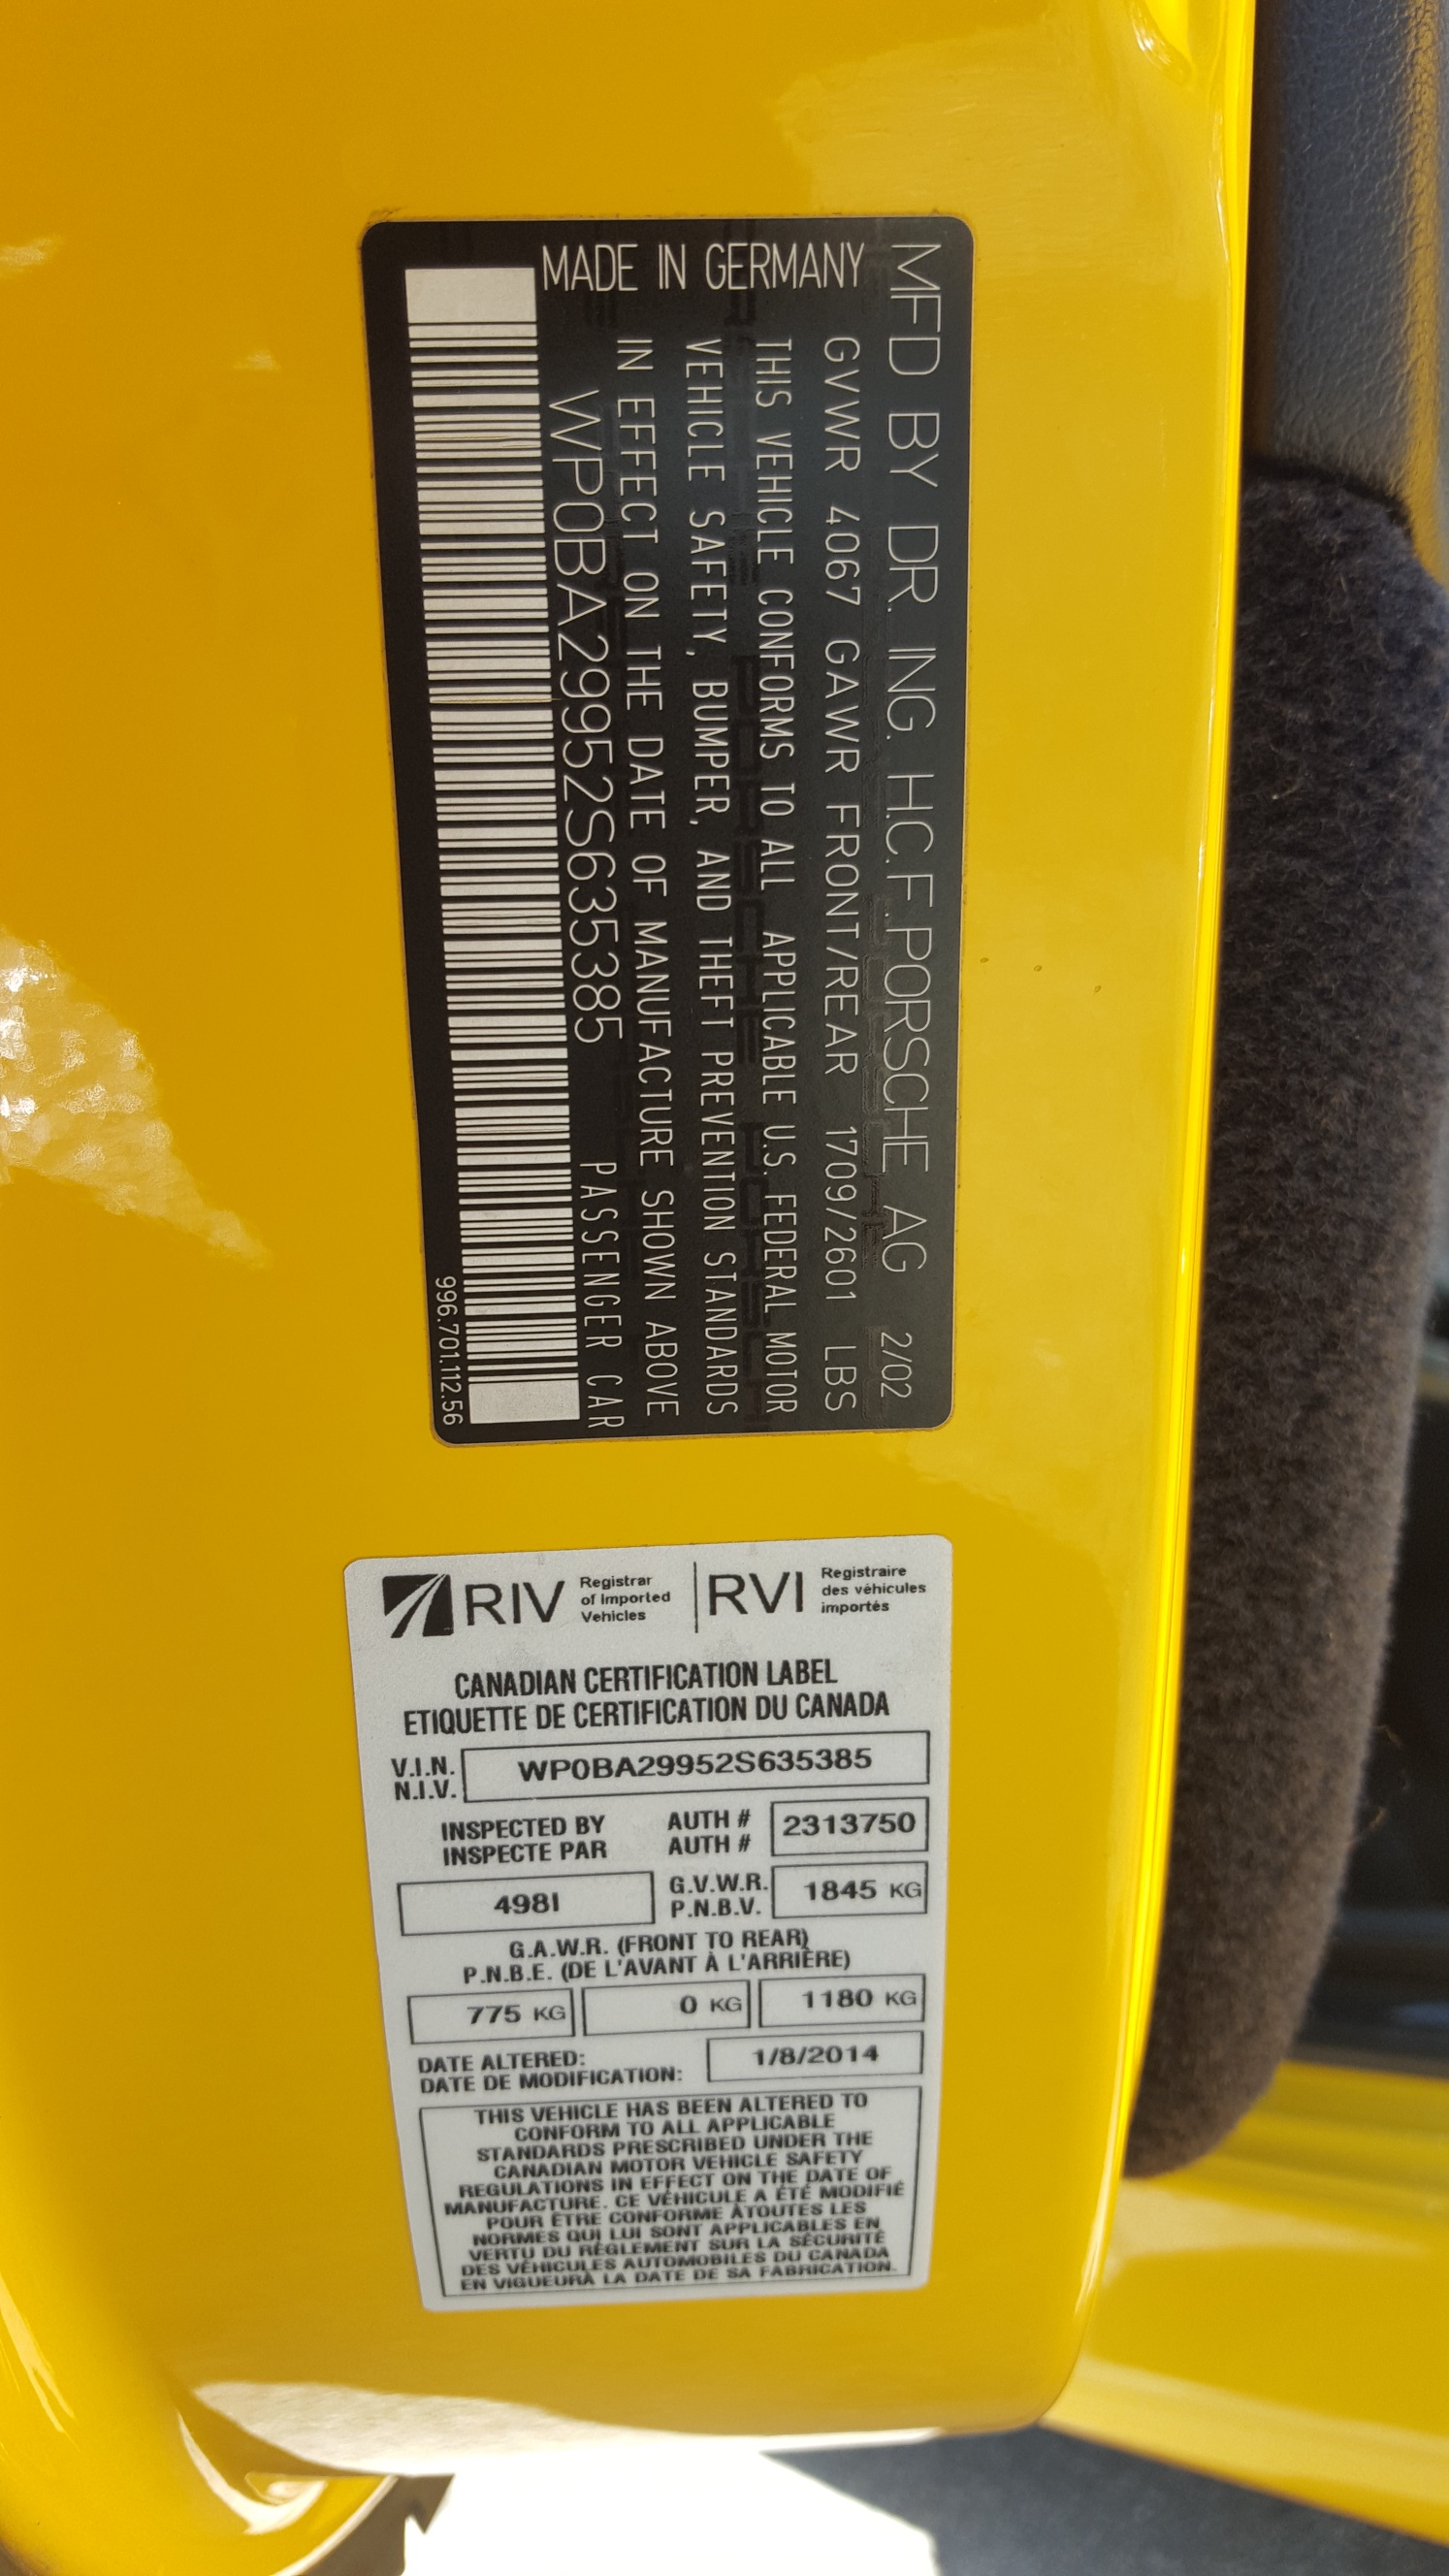 MFD BY DR. ING. H.C. F. PORSCHE AG 2/02
GVWR 4067 GAWR FRONT/REAR 1709/2601 LBS
THIS VEHICLE CONFORMS TO ALL APPLICABLE U.S. FEDERAL MOTOR
VEHICLE SAFETY, BUMPER, AND THEFT PREVENTION STANDARDS
IN EFFECT ON THE DATE OF MANUFACTURE SHOWN ABOVE
WP0BA29952S635385 PASSENGER CAR
996.701.112.56
MADE IN GERMANY
RIV Registrar of Imported Vehicles RVI Registraire des véhicules importés
CANADIAN CERTIFICATION LABEL
ETIQUETTE DE CERTIFICATION DU CANADA
V.I.N. WP0BA29952S635385
N.I.V.
INSPECTED BY AUTH # 2313750
INSPECTE PAR AUTH #
498I G.V.W.R. 1845 KG
P.N.B.V.
G.A.W.R. (FRONT TO REAR)
P.N.B.E. (DE L'AVANT À L'ARRIÈRE)
775 KG 0 KG 1180 KG
DATE ALTERED: 1/8/2014
DATE DE MODIFICATION:
THIS VEHICLE HAS BEEN ALTERED TO
CONFORM TO ALL APPLICABLE
STANDARDS PRESCRIBED UNDER THE
CANADIAN MOTOR VEHICLE SAFETY
REGULATIONS IN EFFECT ON THE DATE OF
MANUFACTURE. CE VÉHICULE A ÉTÉ MODIFIÉ
POUR ÊTRE CONFORME ÀTOUTES LES
NORMES QUI LUI SONT APPLICABLES EN
VERTU DU RÈGLEMENT SUR LA SÉCURITÉ
DES VÉHICULES AUTOMOBILES DU CANADA
EN VIGUEURÀ LA DATE DE SA FABRICATION.